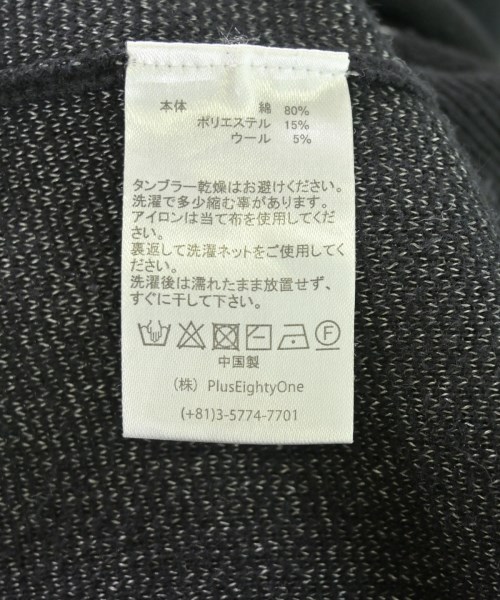 本体 綿 80%
ポリエステル 15%
ウール 5%
タンブラー乾燥はお避けください。
洗濯で多少縮む事があります。
アイロンは当て布を使用してくだ
さい。
裏返して洗濯ネットをご使用してく
ださい。
洗濯後は濡れたまま放置せず、
すぐに干して下さい。
F
中国製
（株） PlusEightyOne
(+81)3-5774-7701